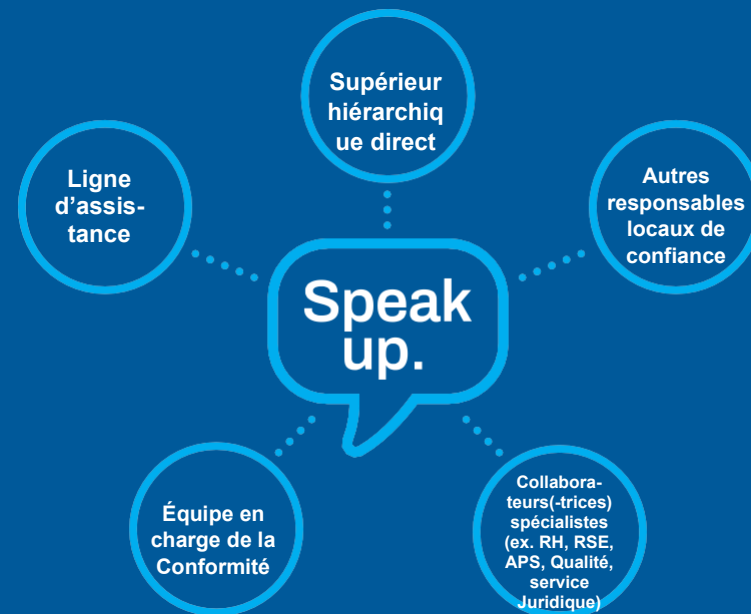 Supérieur
hiérarchiq
ue direct
Ligne
d’assis-
tance
Autres
responsables
locaux de
confiance
Speak
up.
Équipe en
charge de la
Conformité
Collabora-
teurs(-trices)
spécialistes
(ex. RH, RSE,
APS, Qualité,
service
Juridique)